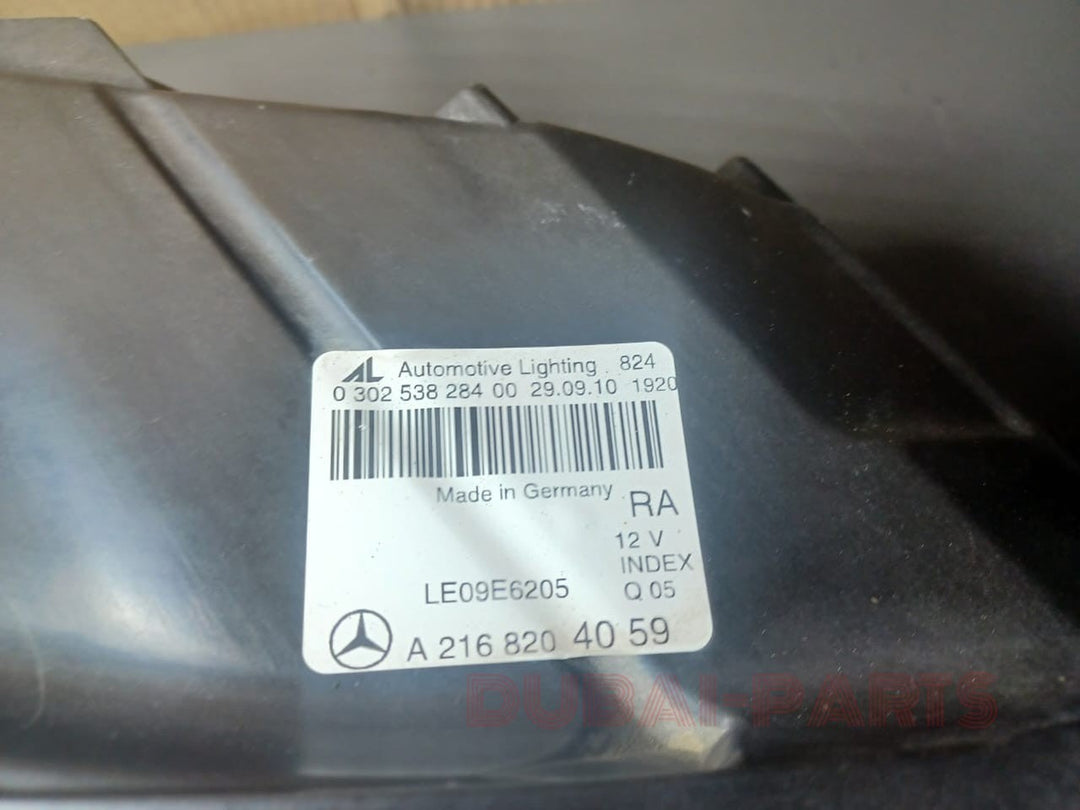 AL Automotive Lighting 824
0 302 538 284 00 29.09.10 1920
Made in Germany
RA
12 V
INDEX
LE09E6205 Q 05
A 216 820 40 59
DUBAI-PARTS